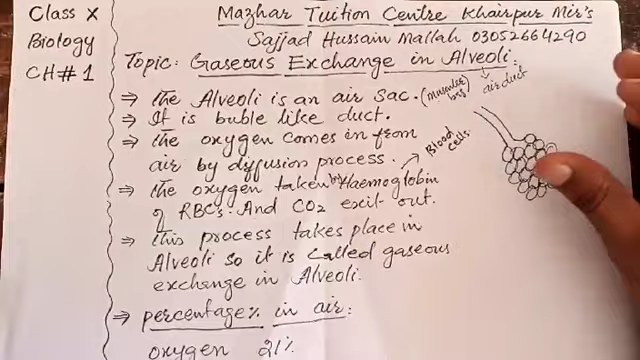 Class X
Biology
CH# 1
Mazhar Tuition Centre Khairpur Mir's
Sajjad Hussain Mallah 03052664290
Topic: Gaseous Exchange in Alveoli.
air duct
⇒ The Alveoli is an air sac.
⇒ It is buble like duct.
⇒ The oxygen comes in from
air by diffusion process.
Blood cells.
⇒ The oxygen taken by Haemoglobin
of RBCs. And CO2 exit out.
⇒ This process takes place in
Alveoli so it is Called gaseous
exchange in Alveoli.
⇒ percentage% in air:
oxygen 21%